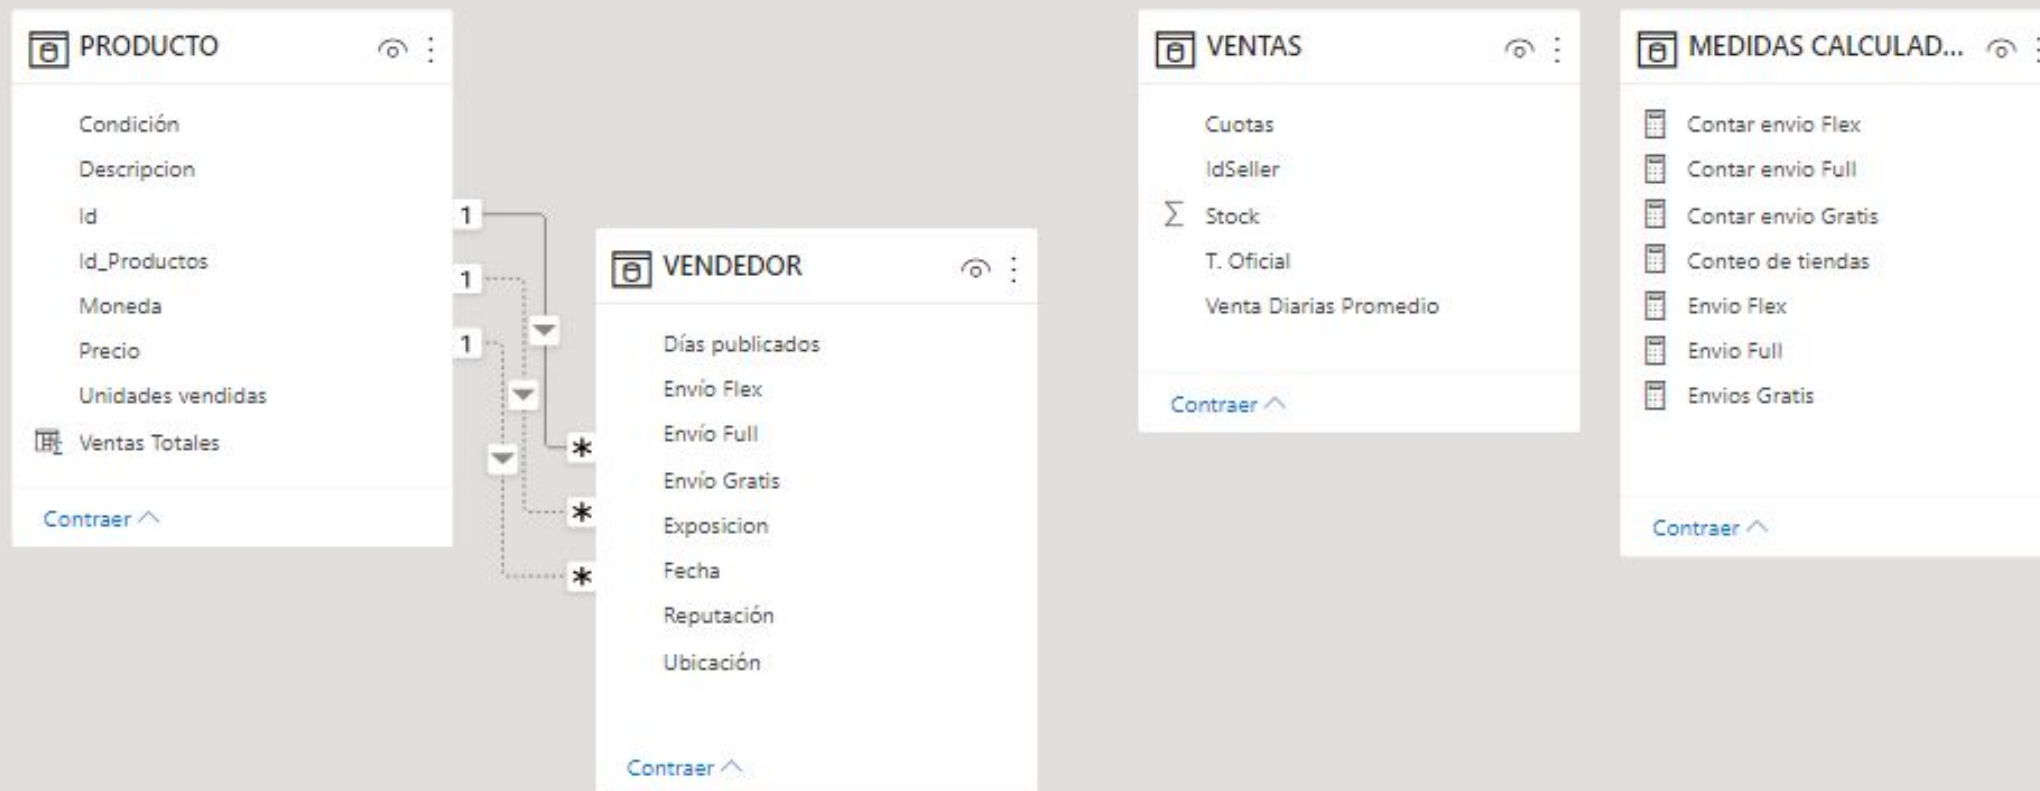 PRODUCTO
Condición
Descripcion
Id
Id_Productos
Moneda
Precio
Unidades vendidas
Ventas Totales
Contraer
1
1
1
*
*
*
VENDEDOR
Días publicados
Envío Flex
Envío Full
Envío Gratis
Exposicion
Fecha
Reputación
Ubicación
Contraer
VENTAS
Cuotas
IdSeller
Σ Stock
T. Oficial
Venta Diarias Promedio
Contraer
MEDIDAS CALCULAD...
Contar envio Flex
Contar envio Full
Contar envio Gratis
Conteo de tiendas
Envio Flex
Envio Full
Envios Gratis
Contraer